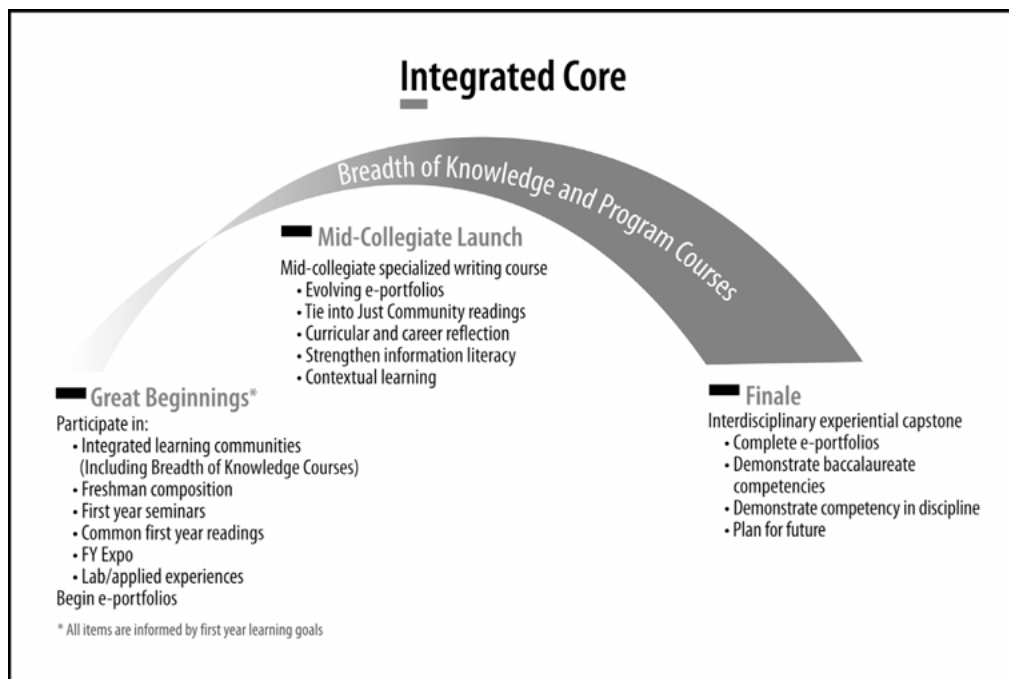 Integrated Core
Breadth of Knowledge and Program Courses
Mid-Collegiate Launch
Mid-collegiate specialized writing course
• Evolving e-portfolios
• Tie into Just Community readings
• Curricular and career reflection
• Strengthen information literacy
• Contextual learning
Great Beginnings*
Participate in:
• Integrated learning communities
(Including Breadth of Knowledge Courses)
• Freshman composition
• First year seminars
• Common first year readings
• FY Expo
• Lab/applied experiences
Begin e-portfolios
* All items are informed by first year learning goals
Finale
Interdisciplinary experiential capstone
• Complete e-portfolios
• Demonstrate baccalaureate
competencies
• Demonstrate competency in discipline
• Plan for future